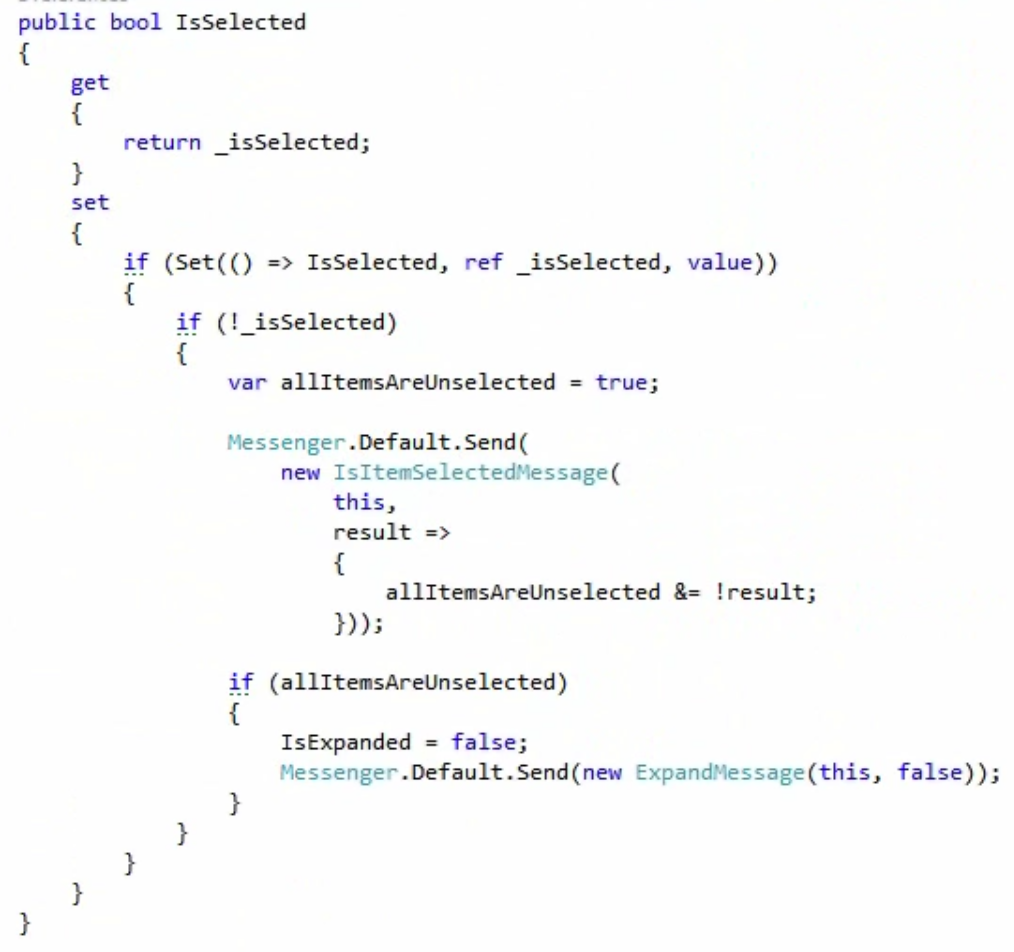 public bool IsSelected
{
    get
    {
        return _isSelected;
    }
    set
    {
        if (Set(() => IsSelected, ref _isSelected, value))
        {
            if (!_isSelected)
            {
                var allItemsAreUnselected = true;

                Messenger.Default.Send(
                    new IsItemSelectedMessage(
                        this,
                        result =>
                        {
                            allItemsAreUnselected &= !result;
                        }));

                if (allItemsAreUnselected)
                {
                    IsExpanded = false;
                    Messenger.Default.Send(new ExpandMessage(this, false));
                }
            }
        }
    }
}